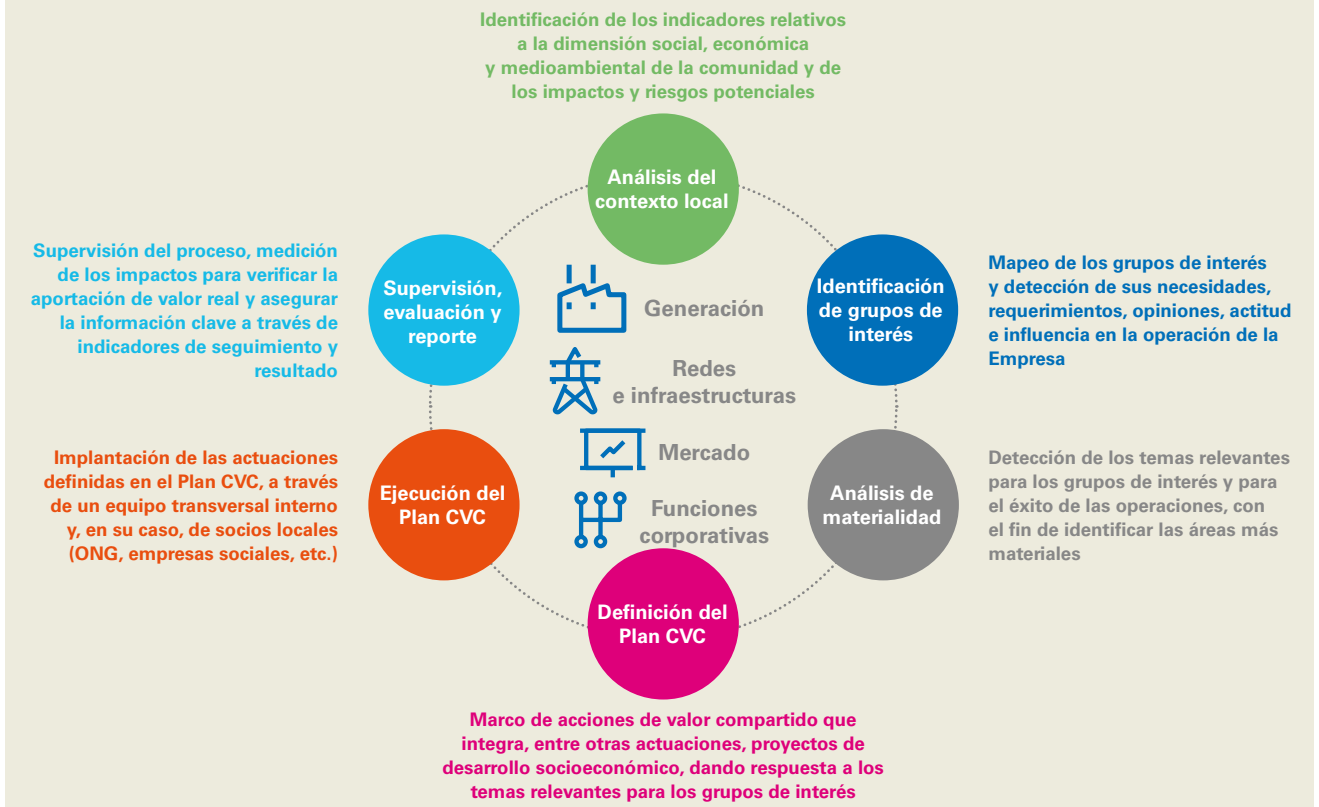 Identificación de los indicadores relativos
a la dimensión social, económica
y medioambiental de la comunidad y de
los impactos y riesgos potenciales
Análisis del
contexto local
Identificación
de grupos de
interés
Mapeo de los grupos de interés
y detección de sus necesidades,
requerimientos, opiniones, actitud
e influencia en la operación de la
Empresa
Análisis de
materialidad
Detección de los temas relevantes
para los grupos de interés y para
el éxito de las operaciones, con
el fin de identificar las áreas más
materiales
Definición del
Plan CVC
Marco de acciones de valor compartido que
integra, entre otras actuaciones, proyectos de
desarrollo socioeconómico, dando respuesta a los
temas relevantes para los grupos de interés
Ejecución del
Plan CVC
Implantación de las actuaciones
definidas en el Plan CVC, a través
de un equipo transversal interno
y, en su caso, de socios locales
(ONG, empresas sociales, etc.)
Supervisión,
evaluación y
reporte
Supervisión del proceso, medición
de los impactos para verificar la
aportación de valor real y asegurar
la información clave a través de
indicadores de seguimiento y
resultado
Generación
Redes
e infraestructuras
Mercado
Funciones
corporativas